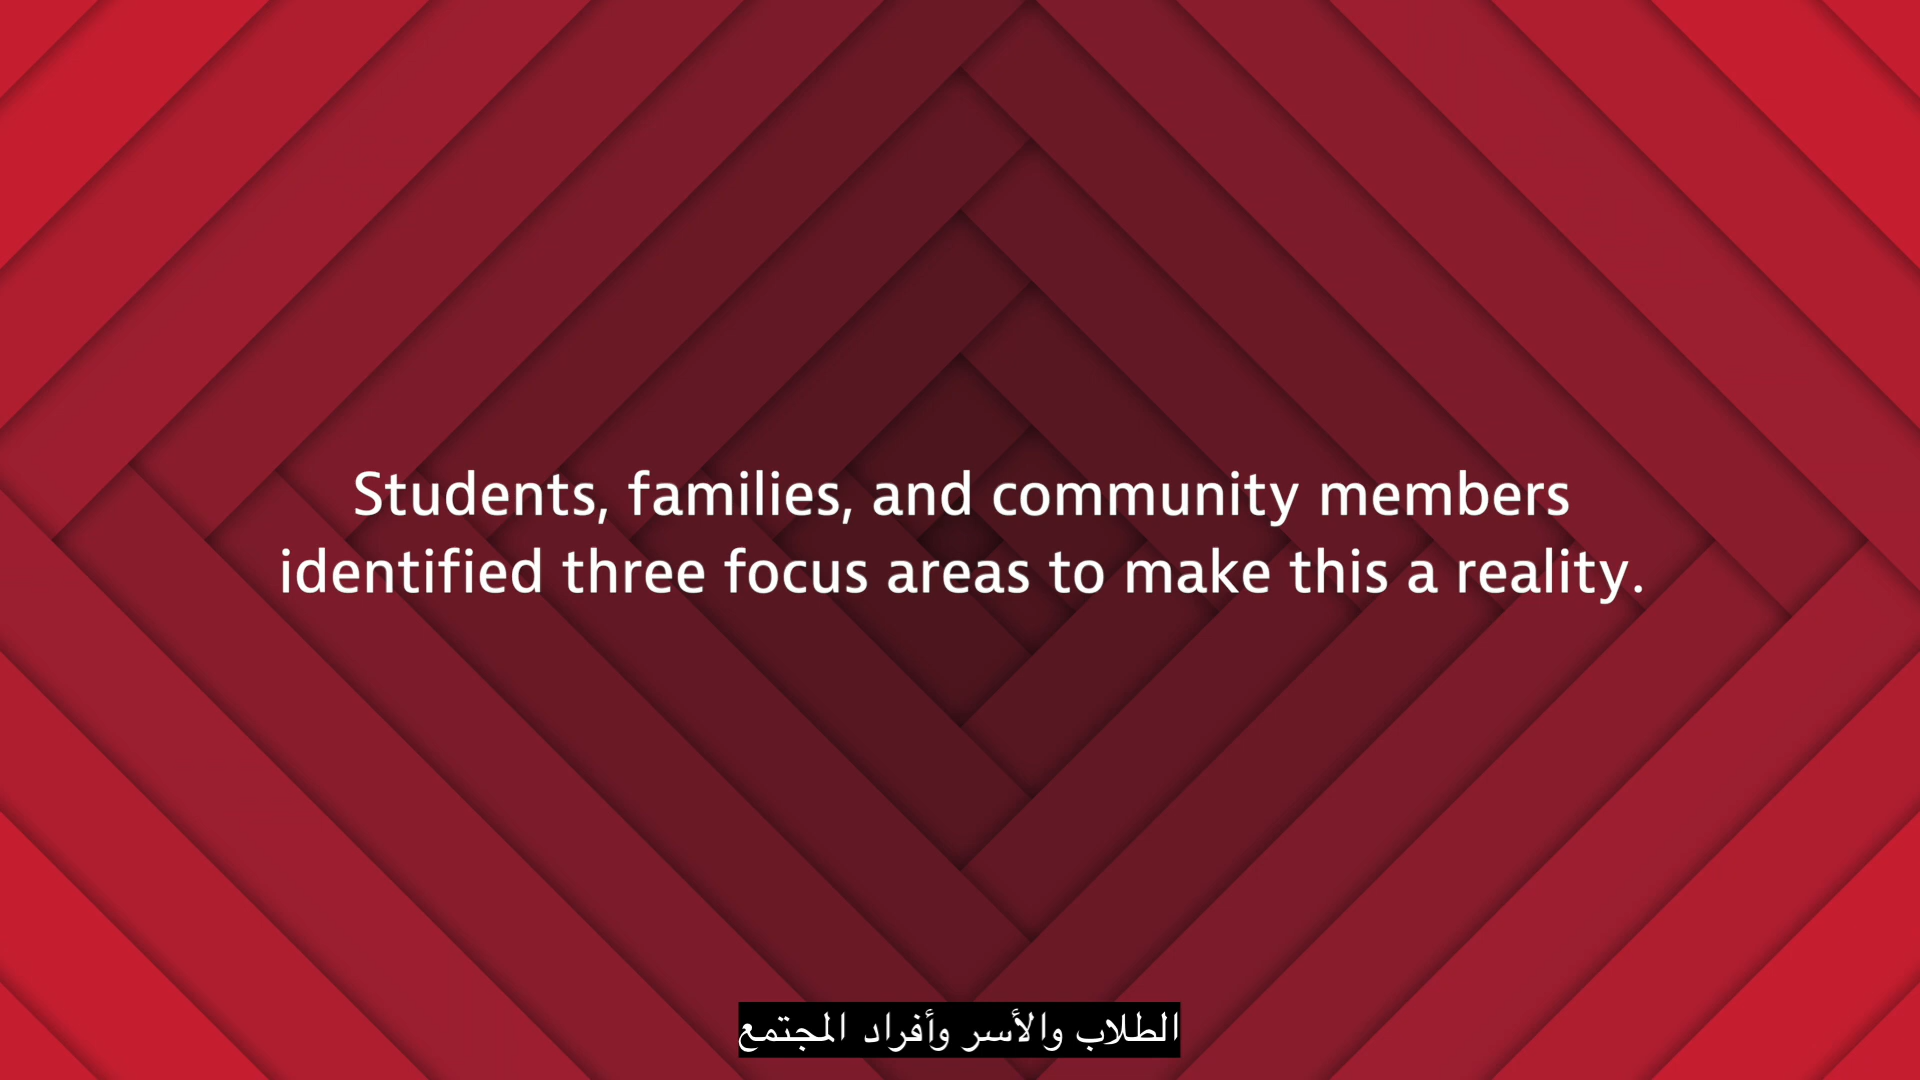 Students, families, and community members
identified three focus areas to make this a reality.
الطلاب والأسر وأفراد المجتمع